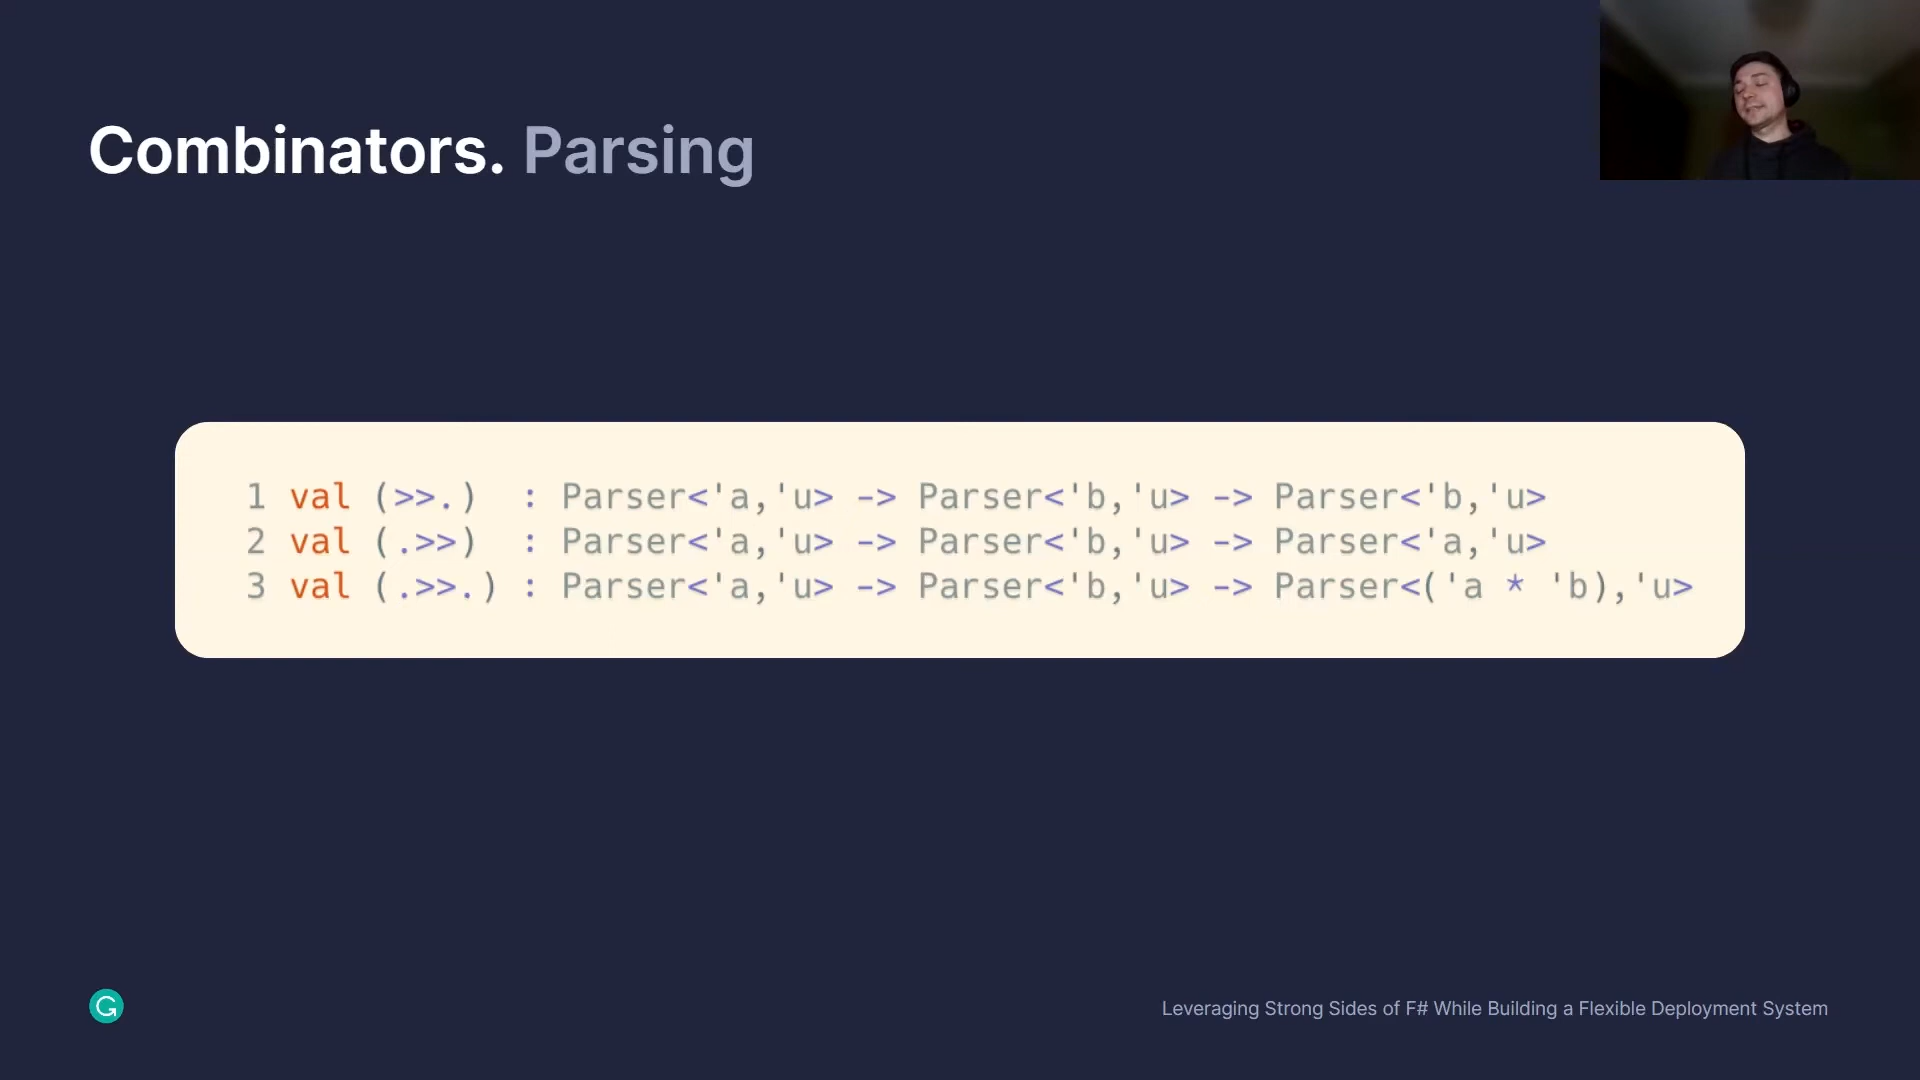 Combinators. Parsing
1 val (>>.)  : Parser<'a,'u> -> Parser<'b,'u> -> Parser<'b,'u>
2 val (.>>)  : Parser<'a,'u> -> Parser<'b,'u> -> Parser<'a,'u>
3 val (.>>.) : Parser<'a,'u> -> Parser<'b,'u> -> Parser<('a * 'b),'u>
Leveraging Strong Sides of F# While Building a Flexible Deployment System